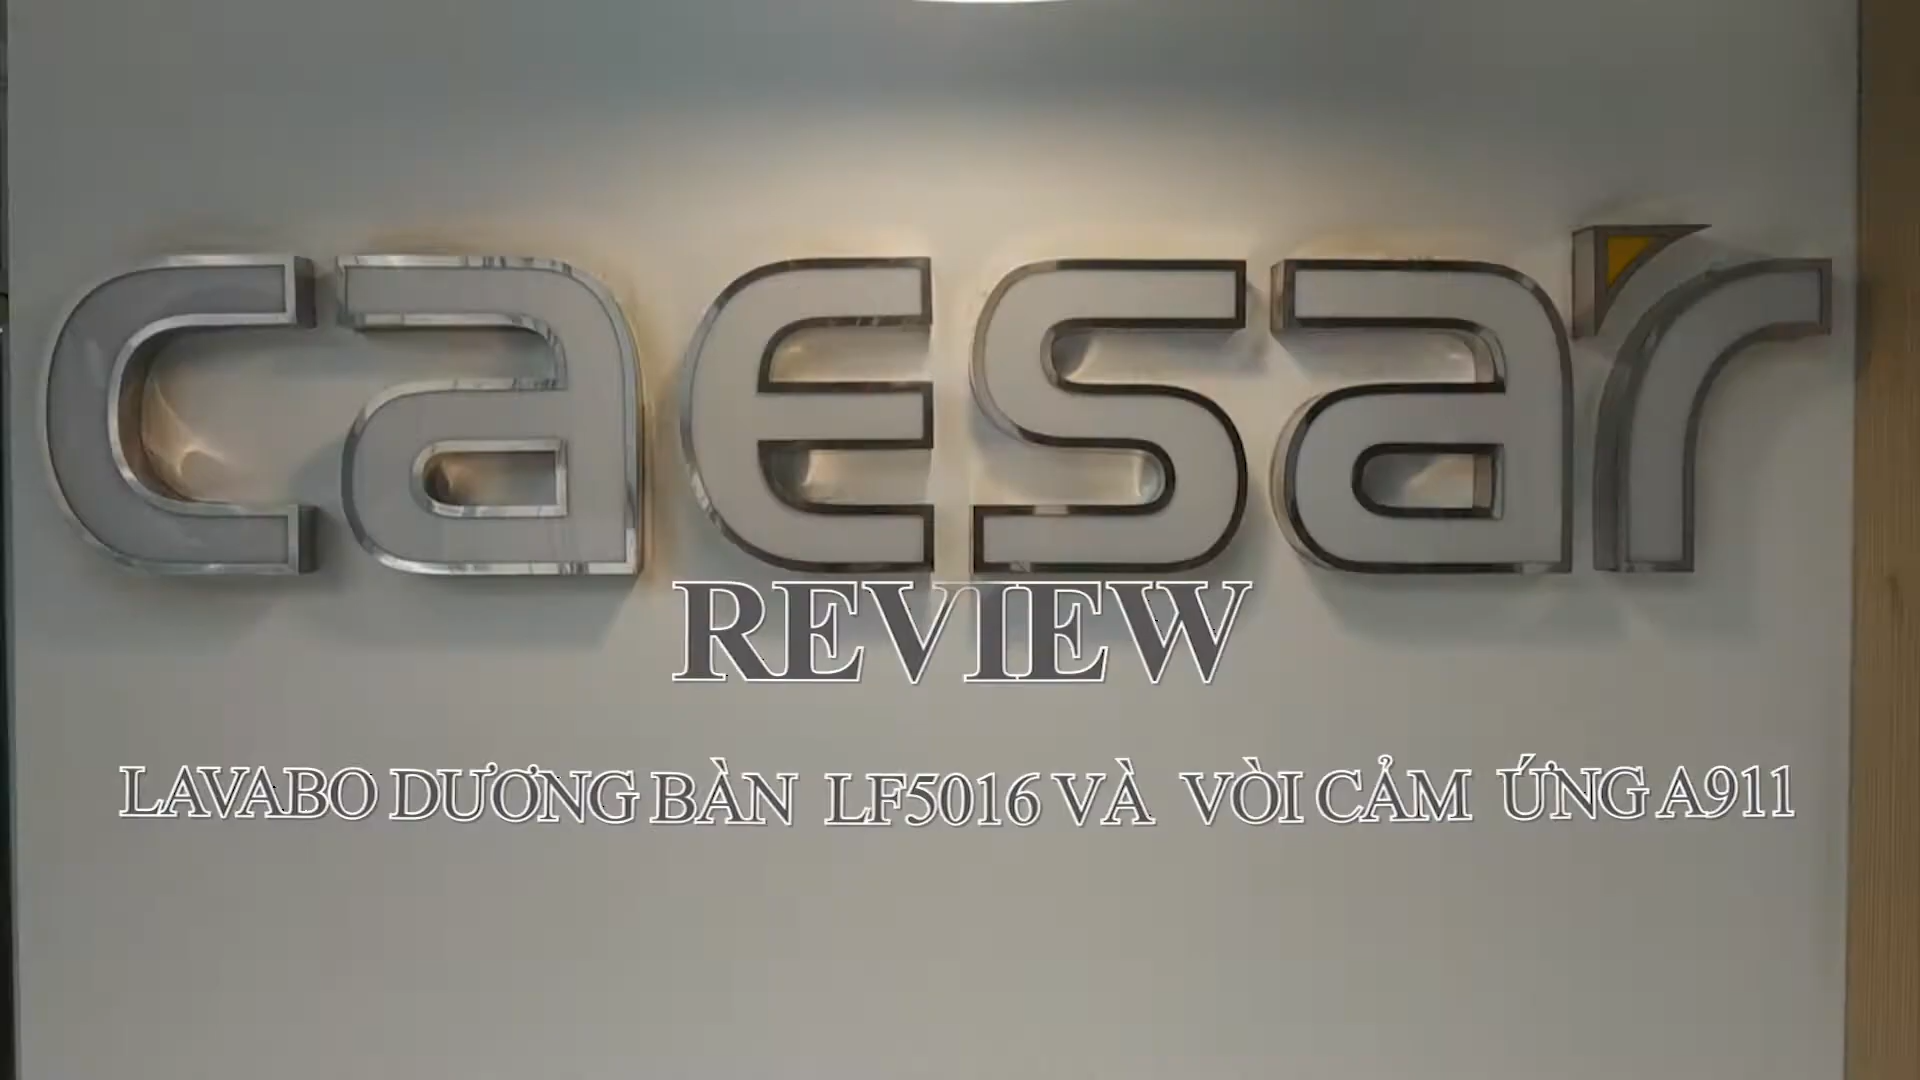 caesar
REVIEW
LAVABO DƯƠNG BÀN LF5016 VÀ VÒI CẢM ỨNG A911